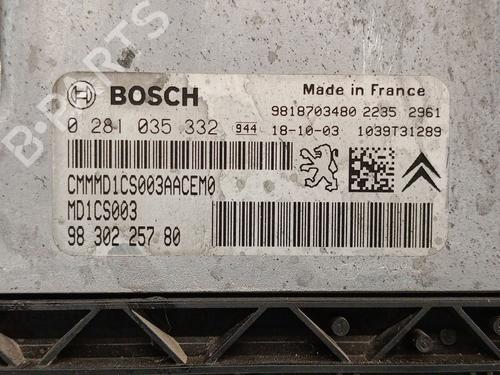 BOSCH
Made in France
9818703480 2235 2961
0 281 035 332 944 18-10-03 1039T31289
CMMMD1CS003AACEM0
MD1CS003
98 302 257 80
B-PARTS